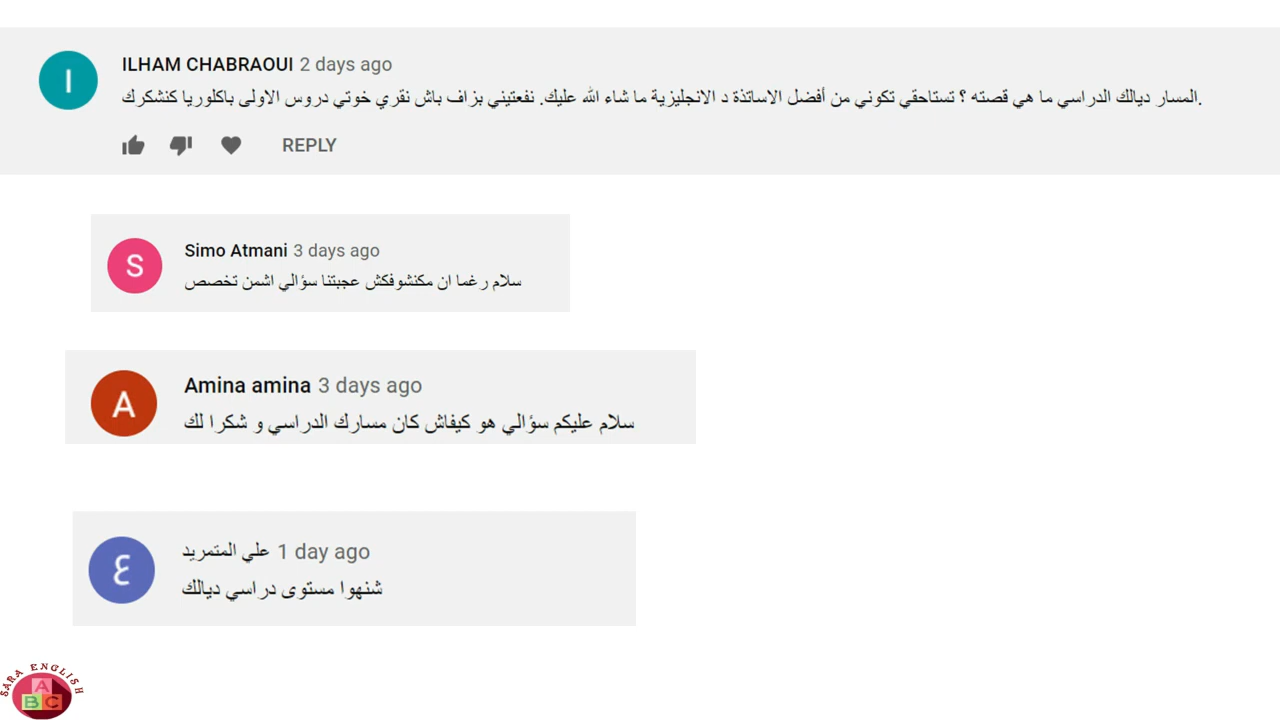 I
ILHAM CHABRAOUI 2 days ago
المسار ديالك الدراسي ما هي قصته ؟ تستاحقي تكوني من أفضل الاساتذة د الانجليزية ما شاء الله عليك. نفعتيني بزاف باش نقري خوتي دروس الاولى باكلوريا كنشكرك.
REPLY
S
Simo Atmani 3 days ago
سلام رغما ان مكنشوفكش عجبتنا سؤالي اشمن تخصص
A
Amina amina 3 days ago
سلام عليكم سؤالي هو كيفاش كان مسارك الدراسي و شكرا لك
ع
علي المتمريد 1 day ago
شنهوا مستوى دراسي ديالك
SARA ENGLISH
A
B C